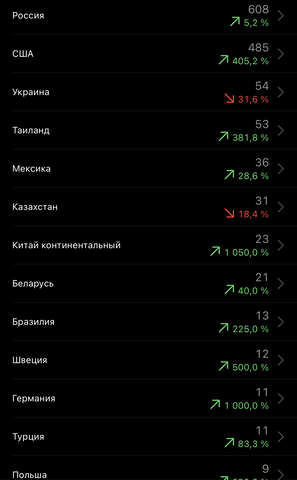 Россия 608
↗ 5,2 %
США 485
↗ 405,2 %
Украина 54
↘ 31,6 %
Таиланд 53
↗ 381,8 %
Мексика 36
↗ 28,6 %
Казахстан 31
↘ 18,4 %
Китай континентальный 23
↗ 1 050,0 %
Беларусь 21
↗ 40,0 %
Бразилия 13
↗ 225,0 %
Швеция 12
↗ 500,0 %
Германия 11
↗ 1 000,0 %
Турция 11
↗ 83,3 %
Польша 9